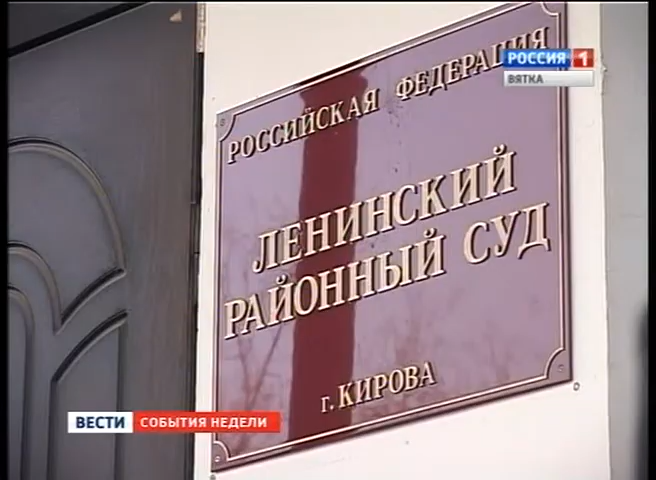 РОССИЙСКАЯ ФЕДЕРАЦИЯ
РОССИЯ 1
ВЯТКА
ЛЕНИНСКИЙ
РАЙОННЫЙ СУД
г. КИРОВА
ВЕСТИ СОБЫТИЯ НЕДЕЛИ